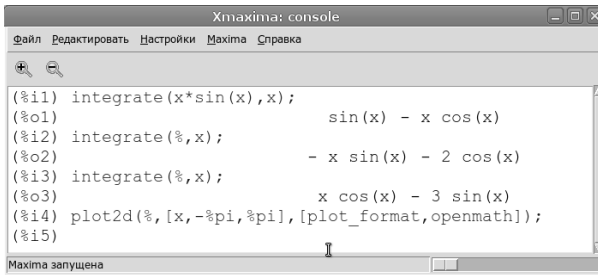 Xmaxima: console
Файл Редактировать Настройки Maxima Справка
(%i1) integrate(x*sin(x),x);
(%o1) sin(x) - x cos(x)
(%i2) integrate(%,x);
(%o2) - x sin(x) - 2 cos(x)
(%i3) integrate(%,x);
(%o3) x cos(x) - 3 sin(x)
(%i4) plot2d(%,[x,-%pi,%pi],[plot_format,openmath]);
(%i5)
Maxima запущена